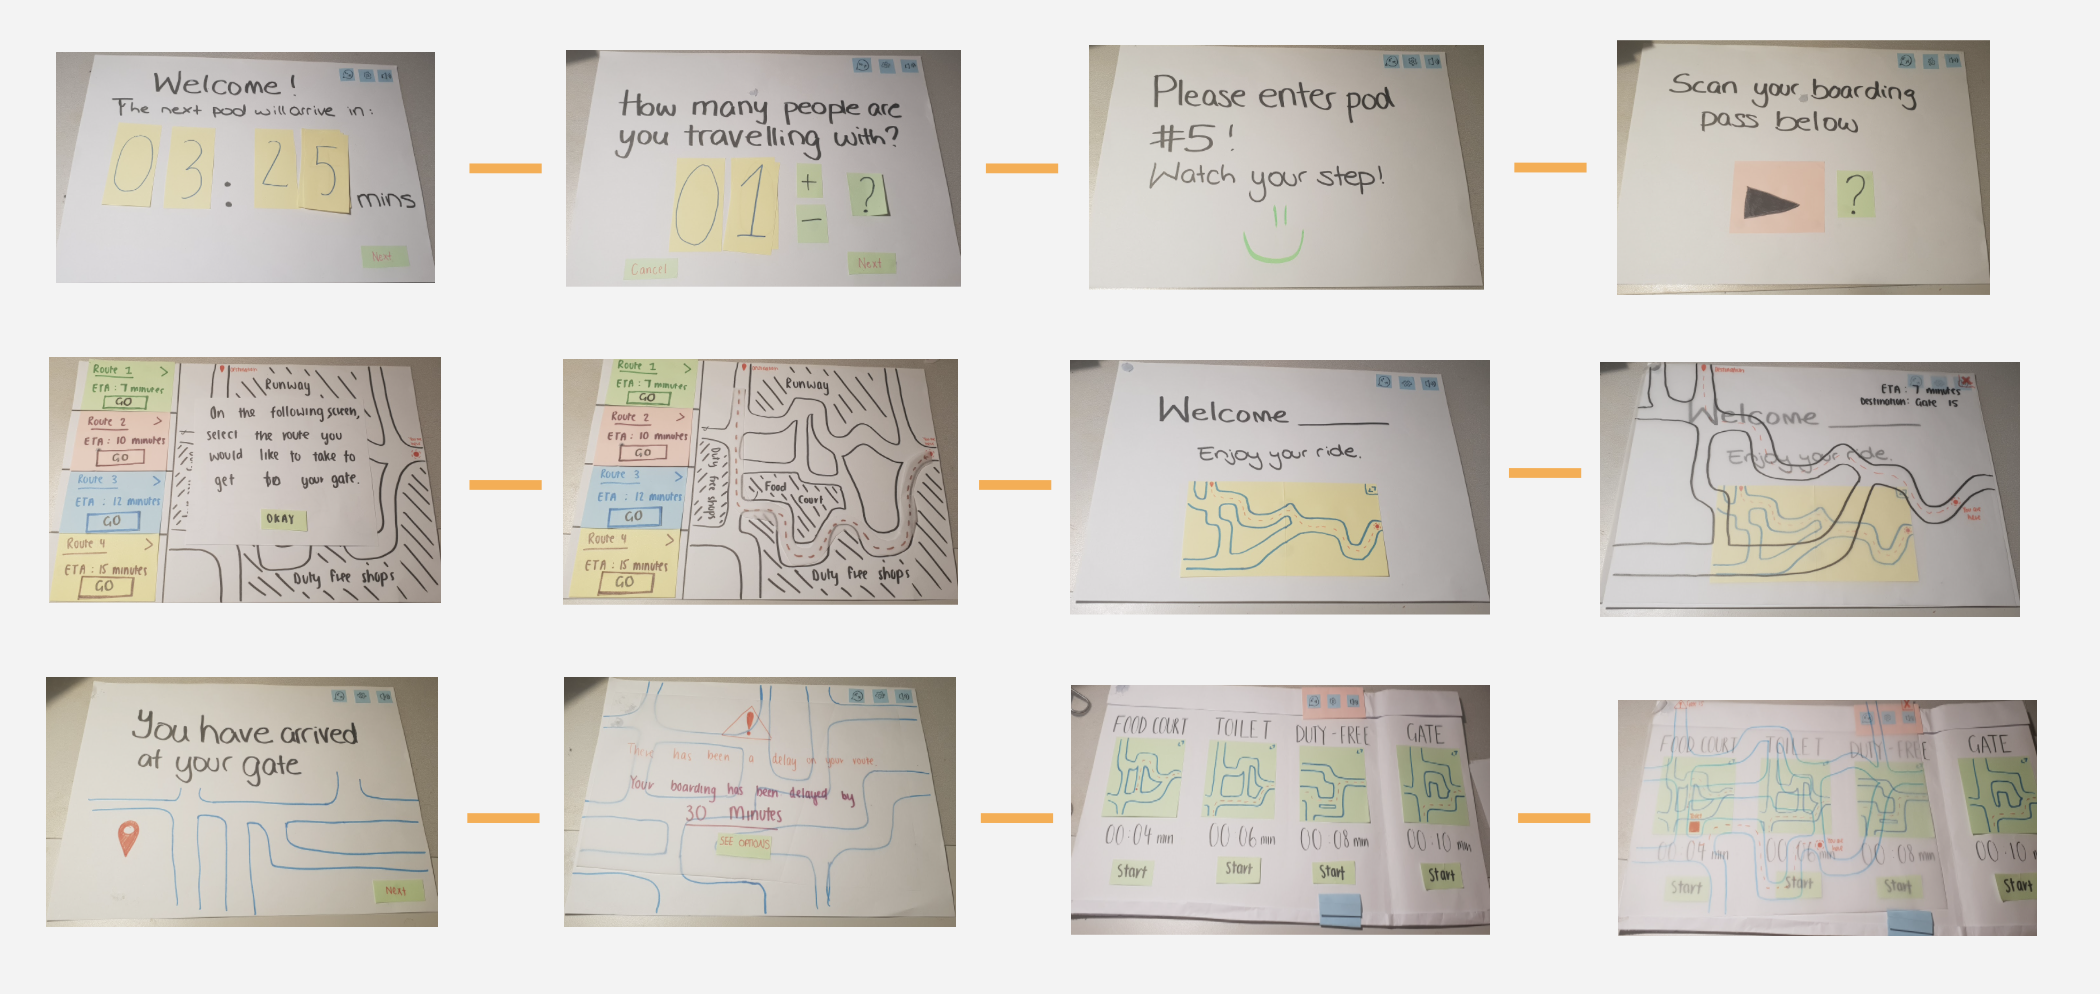 Welcome!
The next pod will arrive in:
03:25 mins
Next
How many people are
you travelling with?
01 + - ?
Cancel
Next
Please enter pod
#5!
Watch your step!
Scan your boarding
pass below
?
Route 1 >
ETA: 7 minutes
GO
Route 2 >
ETA: 10 minutes
GO
Route 3 >
ETA: 12 minutes
GO
Route 4 >
ETA: 15 minutes
GO
Destination
Runway
On the following screen,
select the route you
would like to take to
get to your gate.
OKAY
Duty free shops
Route 1 >
ETA: 7 minutes
GO
Route 2 >
ETA: 10 minutes
GO
Route 3 >
ETA: 12 minutes
GO
Route 4 >
ETA: 15 minutes
GO
Runway
Duty free shops
Food
Court
Duty free shops
Welcome ______
Enjoy your ride.
ETA: 7 minutes
Destination: Gate 15
Welcome ______
Enjoy your ride.
You are
here
You have arrived
at your gate
Next
!
There has been a delay on your route.
Your boarding has been delayed by
30 Minutes
SEE OPTIONS
FOOD COURT TOILET DUTY-FREE GATE
00:04 min 00:06 min 00:08 min 00:10 min
Start Start Start Start
FOOD COURT TOILET DUTY-FREE GATE
00:04 min 00:06 min 00:08 min 00:10
Start Start Start Start